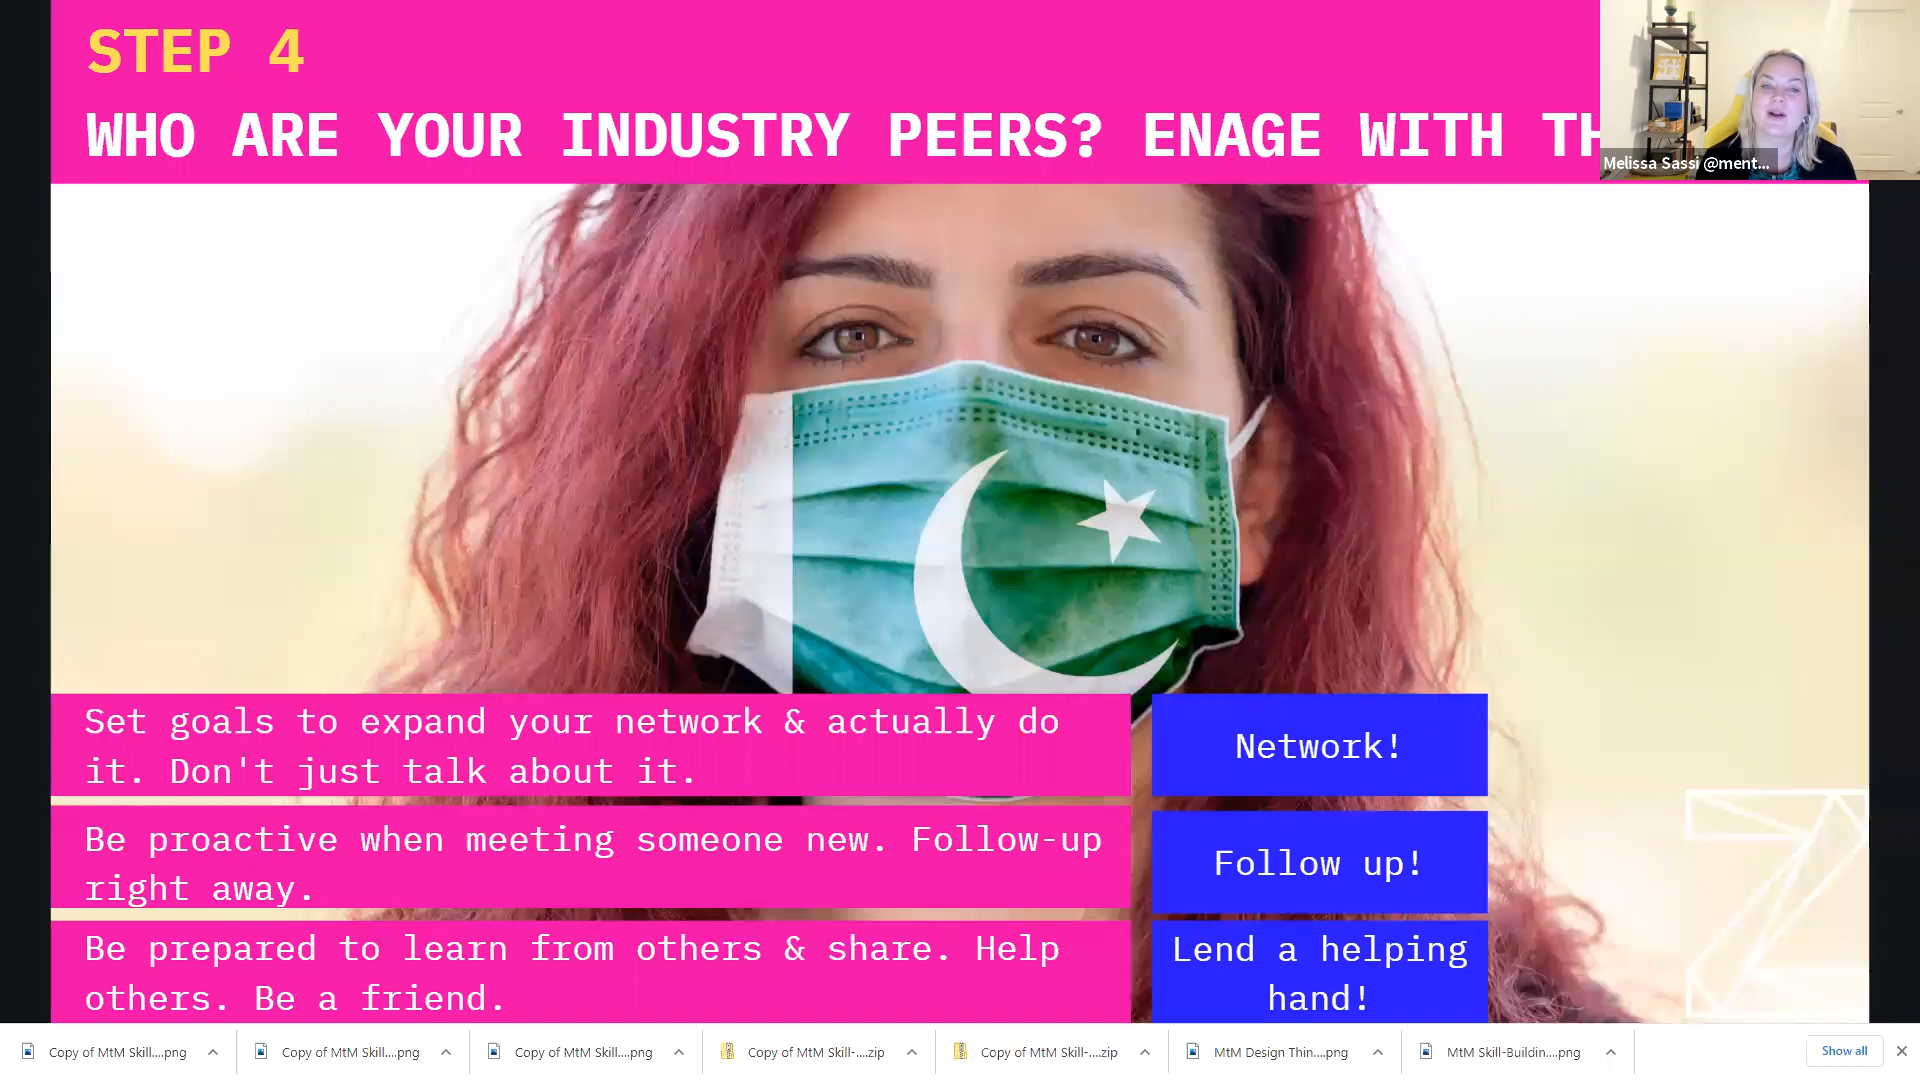 STEP 4
WHO ARE YOUR INDUSTRY PEERS? ENAGE WITH TH
Melissa Sassi @ment...
Set goals to expand your network & actually do
it. Don't just talk about it.
Network!
Be proactive when meeting someone new. Follow-up
right away.
Follow up!
Be prepared to learn from others & share. Help
others. Be a friend.
Lend a helping
hand!
Copy of MtM Skill....png
Copy of MtM Skill....png
Copy of MtM Skill....png
Copy of MtM Skill-....zip
Copy of MtM Skill-....zip
MtM Design Thin....png
MtM Skill-Buildin....png
Show all